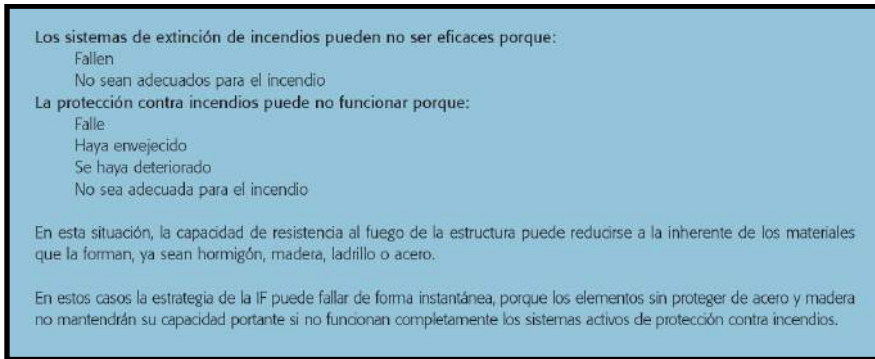 Los sistemas de extinción de incendios pueden no ser eficaces porque:
Fallen
No sean adecuados para el incendio
La protección contra incendios puede no funcionar porque:
Falle
Haya envejecido
Se haya deteriorado
No sea adecuada para el incendio
En esta situación, la capacidad de resistencia al fuego de la estructura puede reducirse a la inherente de los materiales
que la forman, ya sean hormigón, madera, ladrillo o acero.
En estos casos la estrategia de la IF puede fallar de forma instantánea, porque los elementos sin proteger de acero y madera
no mantendrán su capacidad portante si no funcionan completamente los sistemas activos de protección contra incendios.